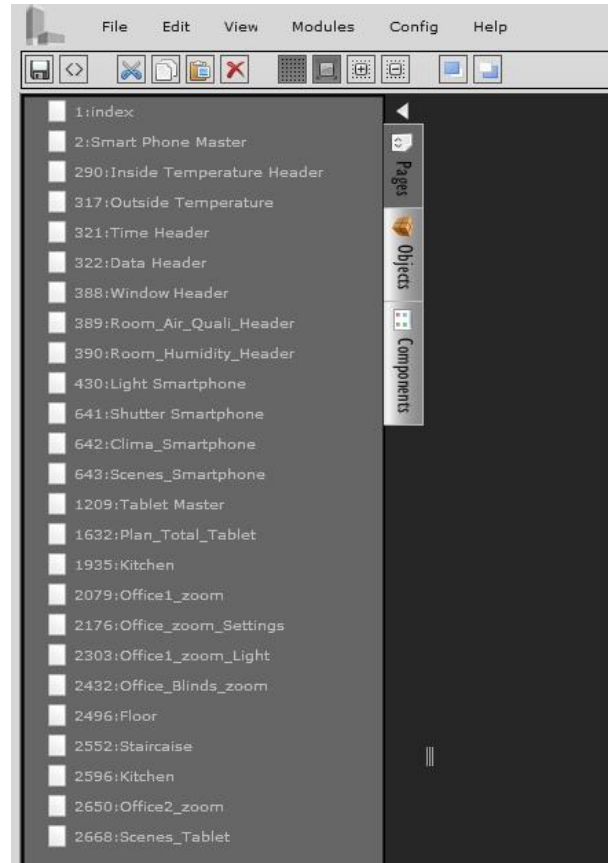 File Edit View Modules Config Help
1:index
2:Smart Phone Master
290:Inside Temperature Header
317:Outside Temperature
321:Time Header
322:Data Header
388:Window Header
389:Room_Air_Quali_Header
390:Room_Humidity_Header
430:Light Smartphone
641:Shutter Smartphone
642:Clima_Smartphone
643:Scenes_Smartphone
1209:Tablet Master
1632:Plan_Total_Tablet
1935:Kitchen
2079:Office1_zoom
2176:Office_zoom_Settings
2303:Office1_zoom_Light
2432:Office_Blinds_zoom
2496:Floor
2552:Staircaise
2596:Kitchen
2650:Office2_zoom
2668:Scenes_Tablet
Pages
Objects
Components